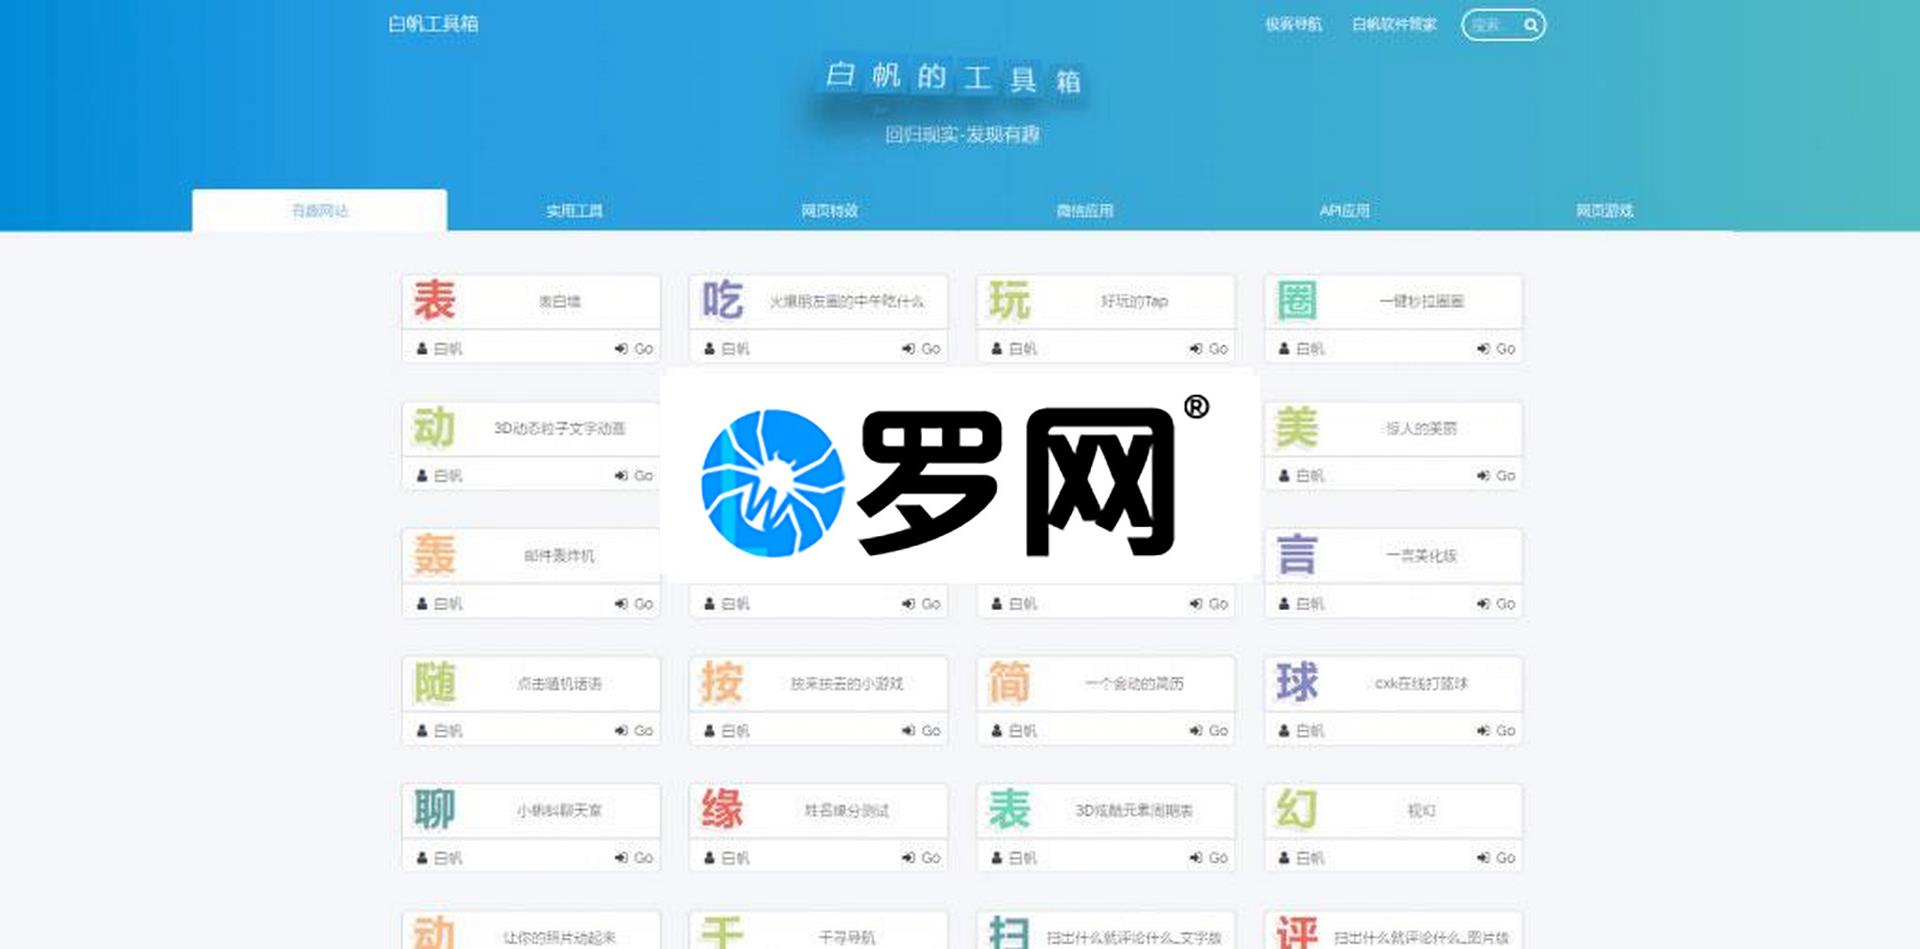 白帆工具箱
极客导航 白帆软件管家 搜索...
白帆的工具箱
回归现实-发现有趣
有趣网站 实用工具 网页特效 微信应用 API应用 网页游戏
表 表白墙 吃 火爆朋友圈的中午吃什么 玩 好玩的Tap 圈 一键秒拉圈圈
白帆 Go 白帆 Go 白帆 Go 白帆 Go
动 3D动态粒子文字动画 美 惊人的美丽
白帆 Go 白帆 Go
罗网®
轰 邮件轰炸机 言 一言美化版
白帆 Go 白帆 Go 白帆 Go 白帆 Go
随 点击随机话语 按 按来按去的小游戏 简 一个会动的简历 球 cxk在线打篮球
白帆 Go 白帆 Go 白帆 Go 白帆 Go
聊 小蝌蚪聊天室 缘 姓名缘分测试 表 3D炫酷元素周期表 幻 视幻
白帆 Go 白帆 Go 白帆 Go 白帆 Go
动 让你的照片动起来 千 千寻导航 扫 扫出什么就评论什么_文字版 评 扫出什么就评论什么_图片版